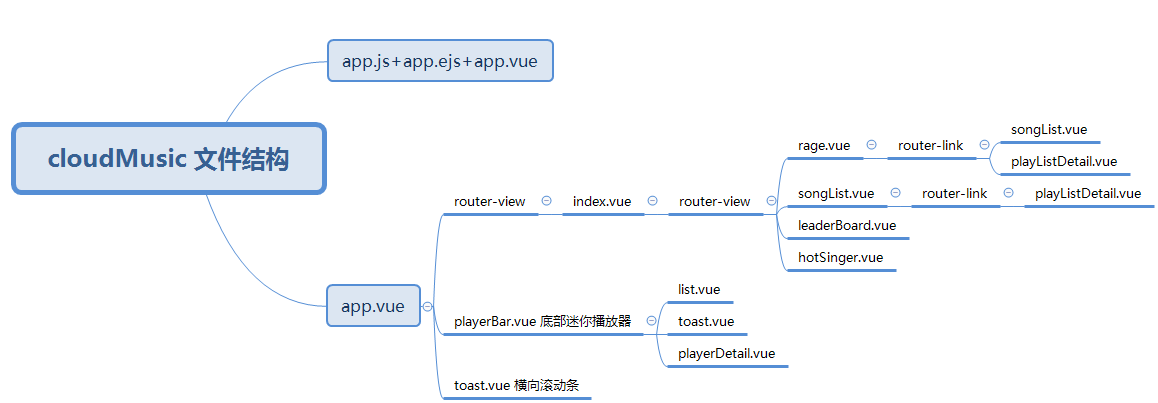 cloudMusic 文件结构
app.js+app.ejs+app.vue
app.vue
router-view
index.vue
router-view
rage.vue
router-link
songList.vue
playListDetail.vue
songList.vue
router-link
playListDetail.vue
leaderBoard.vue
hotSinger.vue
playerBar.vue 底部迷你播放器
list.vue
toast.vue
playerDetail.vue
toast.vue 横向滚动条